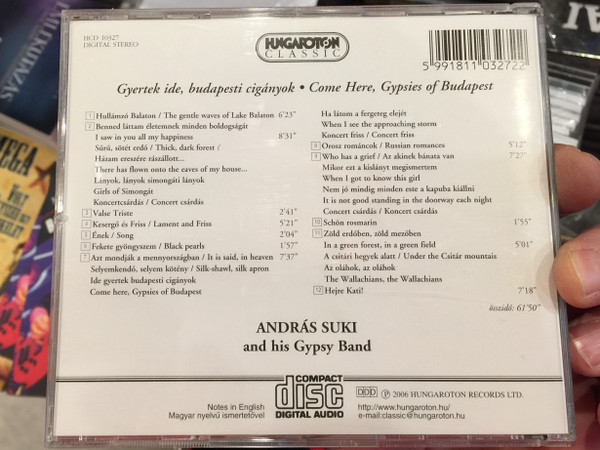 HCD 10327
DIGITAL STEREO
HUNGAROTON
CLASSIC
5 991811 032722
Gyertek ide, budapesti cigányok • Come Here, Gypsies of Budapest
1 Hullámzó Balaton / The gentle waves of Lake Balaton 6'23"
2 Benned láttam életemnek minden boldogságát
I saw in you all my happiness 8'31"
Sűrű, sötét erdő / Thick, dark forest
Házam ereszére rászállott...
There has flown onto the eaves of my house...
Lányok, lányok simongáti lányok
Girls of Simongát
Koncertcsárdás / Concert csárdás
3 Valse Triste 2'41"
4 Kesergő és Friss / Lament and Friss 5'21"
5 Ének / Song 2'04"
6 Fekete gyöngyszem / Black pearls 1'57"
7 Azt mondják a mennyországban / It is said, in heaven 7'37"
Selyemkendő, selyem kötény / Silk-shawl, silk apron
Ide gyertek budapesti cigányok
Come here, Gypsies of Budapest
Ha látom a fergeteg elejét
When I see the approaching storm
Koncert friss / Concert friss
8 Orosz románcok / Russian romances 5'12"
9 Who has a grief / Az akinek bánata van 7'27"
Mikor ezt a kislányt megismertem
When I got to know this girl
Nem jó mindig minden este a kapuba kiállni
It is not good standing in the doorway each night
Concert csárdás / Koncertcsárdás
10 Schön rosmarin 1'55"
11 Zöld erdőben, zöld mezőben
In a green forest, in a green field 5'01"
A csitári hegyek alatt / Under the Csitár mountais
Az oláhok, az oláhok
The Wallachians, the Wallachians
12 Hejre Kati! 7'18"
összidő: 61'50"
ANDRÁS SUKI
and his Gypsy Band
Notes in English
Magyar nyelvű ismertetővel
COMPACT
disc
DIGITAL AUDIO
DDD Ⓟ 2006 HUNGAROTON RECORDS LTD.
http://www.hungaroton.hu/
e-mail:classic@hungaroton.hu